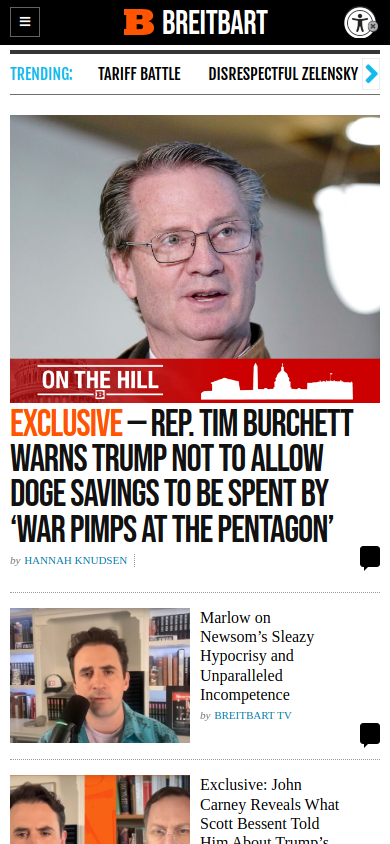 BREITBART
TRENDING: TARIFF BATTLE DISRESPECTFUL ZELENSKY
ON THE HILL
EXCLUSIVE – REP. TIM BURCHETT
WARNS TRUMP NOT TO ALLOW
DOGE SAVINGS TO BE SPENT BY
‘WAR PIMPS AT THE PENTAGON’
by HANNAH KNUDSEN
Marlow on
Newsom’s Sleazy
Hypocrisy and
Unparalleled
Incompetence
by BREITBART TV
Exclusive: John
Carney Reveals What
Scott Bessent Told
Him About Trump’s